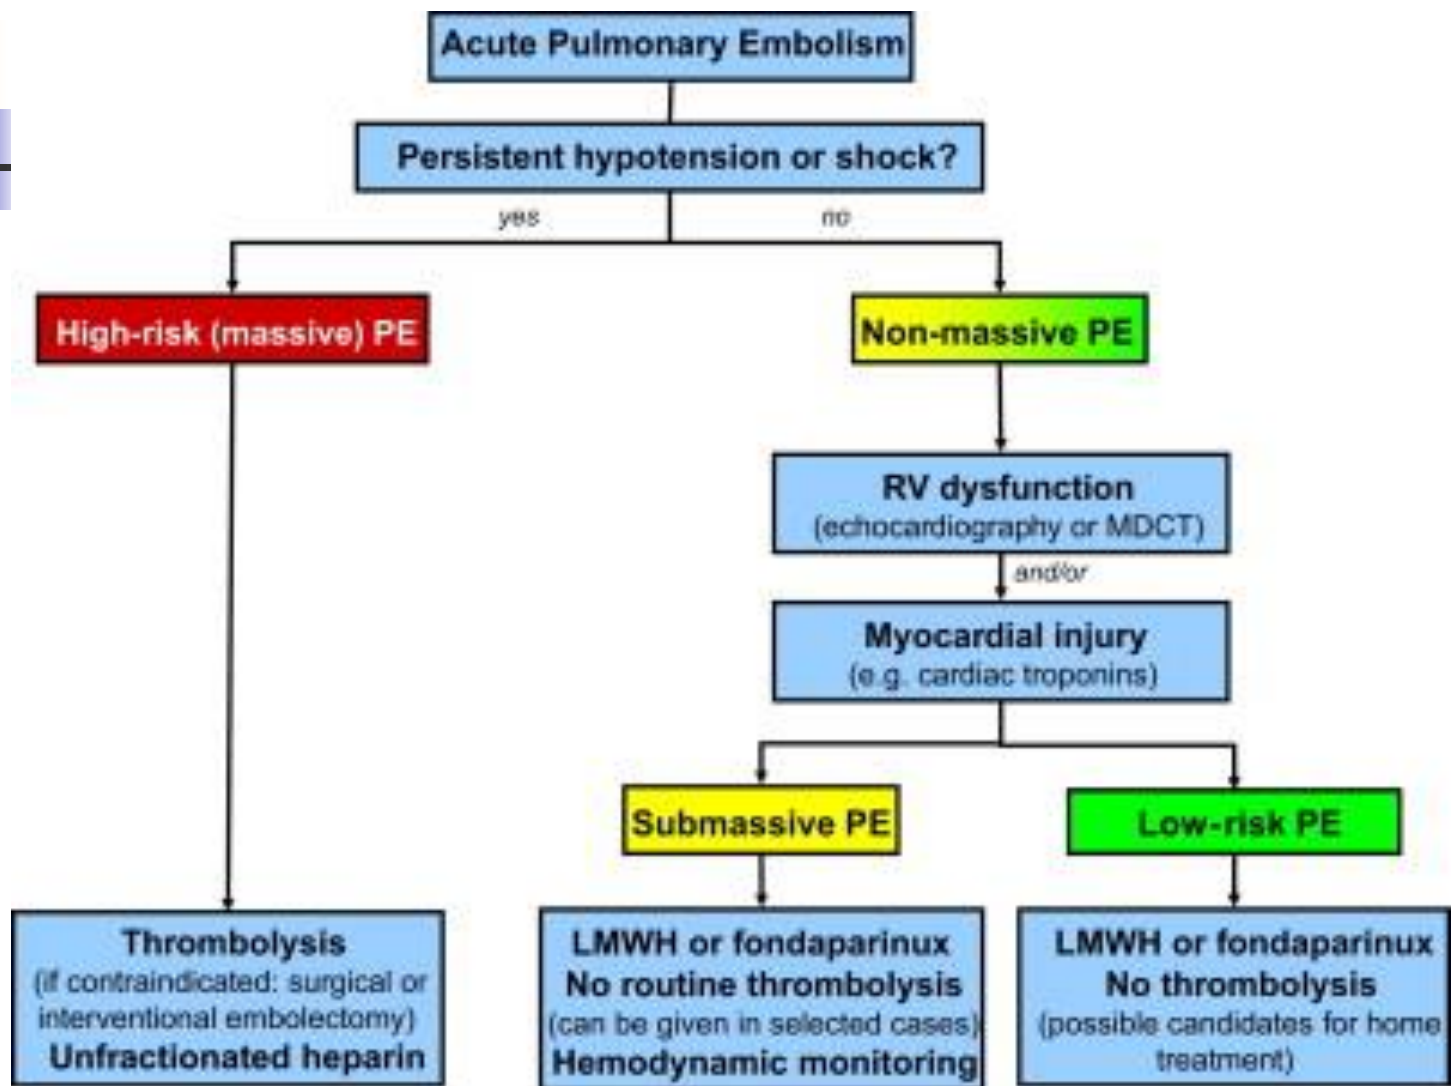 Acute Pulmonary Embolism
Persistent hypotension or shock?
yes
no
High-risk (massive) PE
Non-massive PE
RV dysfunction
(echocardiography or MDCT)
and/or
Myocardial injury
(e.g. cardiac troponins)
Submassive PE
Low-risk PE
Thrombolysis
(if contraindicated: surgical or
interventional embolectomy)
Unfractionated heparin
LMWH or fondaparinux
No routine thrombolysis
(can be given in selected cases)
Hemodynamic monitoring
LMWH or fondaparinux
No thrombolysis
(possible candidates for home
treatment)